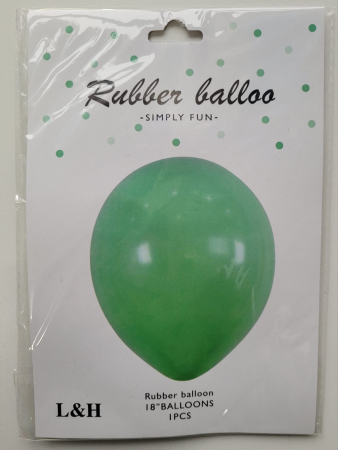 Rubber balloo
-SIMPLY FUN-
Rubber balloon
18"BALLOONS
1PCS
L&H